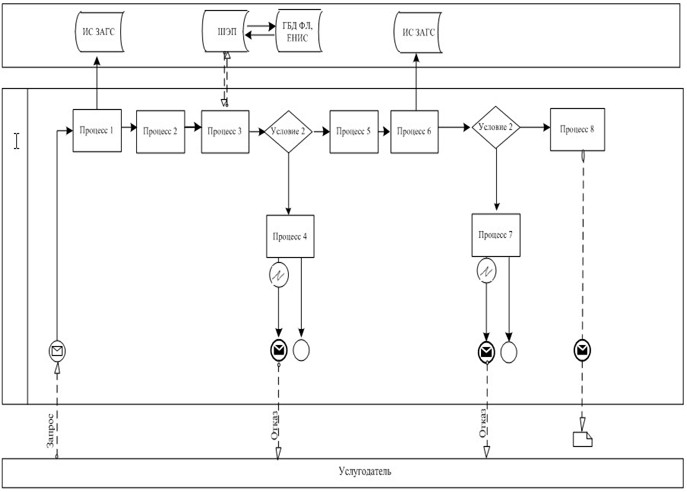 ИС ЗАГС
ШЭП
ГБД ФЛ,
ЕНИС
ИС ЗАГС
Процесс 1
Процесс 2
Процесс 3
Условие 2
Процесс 5
Процесс 6
Условие 2
Процесс 8
Процесс 4
Процесс 7
Запрос
Отказ
Отказ
Услугодатель